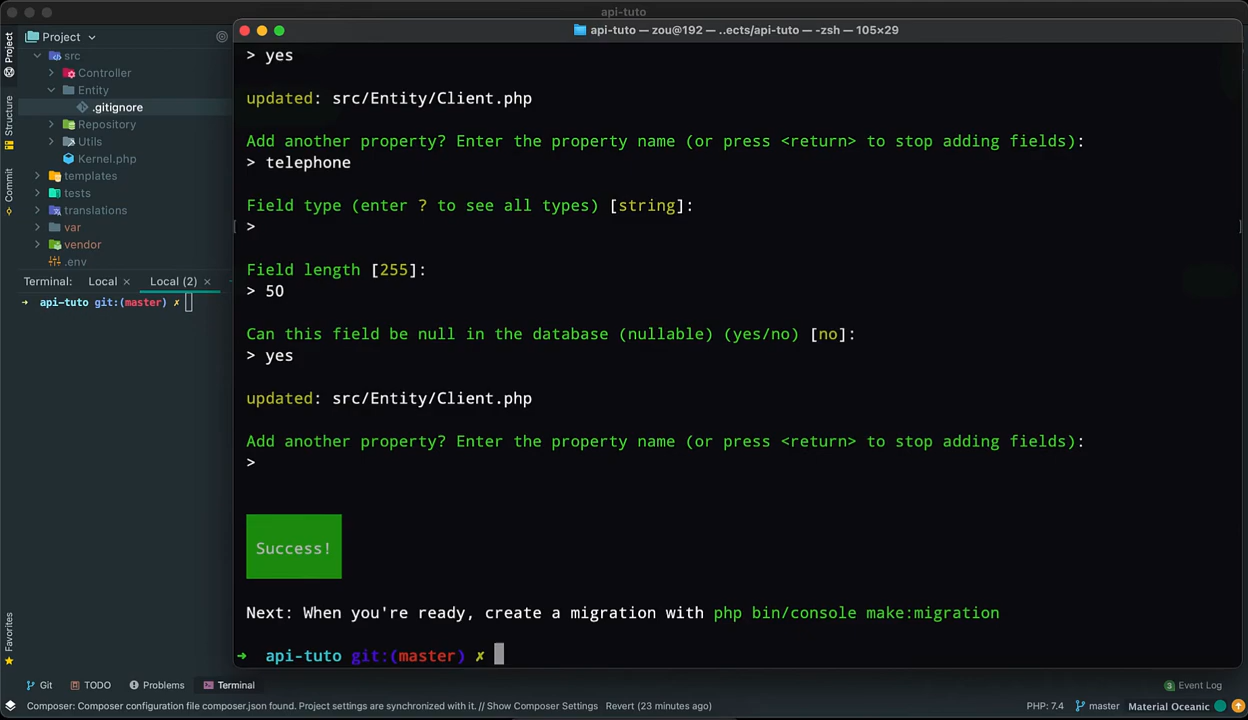 api-tuto
Project
api-tuto — zou@192 — ..ects/api-tuto — -zsh — 105×29
src
Controller
Entity
.gitignore
Repository
Utils
Kernel.php
templates
tests
translations
var
vendor
.env
Project
Structure
Commit
Favorites
Terminal: Local × Local (2) ×
→ api-tuto git:(master) ✗
> yes
updated: src/Entity/Client.php
Add another property? Enter the property name (or press <return> to stop adding fields):
> telephone
Field type (enter ? to see all types) [string]:
>
Field length [255]:
> 50
Can this field be null in the database (nullable) (yes/no) [no]:
> yes
updated: src/Entity/Client.php
Add another property? Enter the property name (or press <return> to stop adding fields):
>
Success!
Next: When you're ready, create a migration with php bin/console make:migration
→ api-tuto git:(master) ✗
Git TODO Problems Terminal 3 Event Log
Composer: Composer configuration file composer.json found. Project settings are synchronized with it. // Show Composer Settings Revert (23 minutes ago) PHP: 7.4 master Material Oceanic